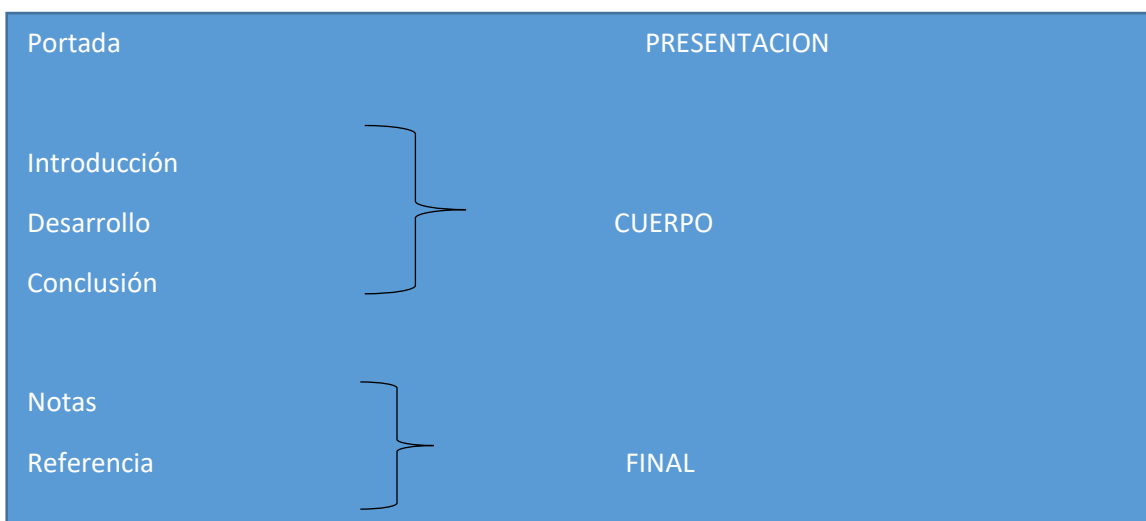 Portada PRESENTACION
Introducción
Desarrollo CUERPO
Conclusión
Notas
Referencia FINAL